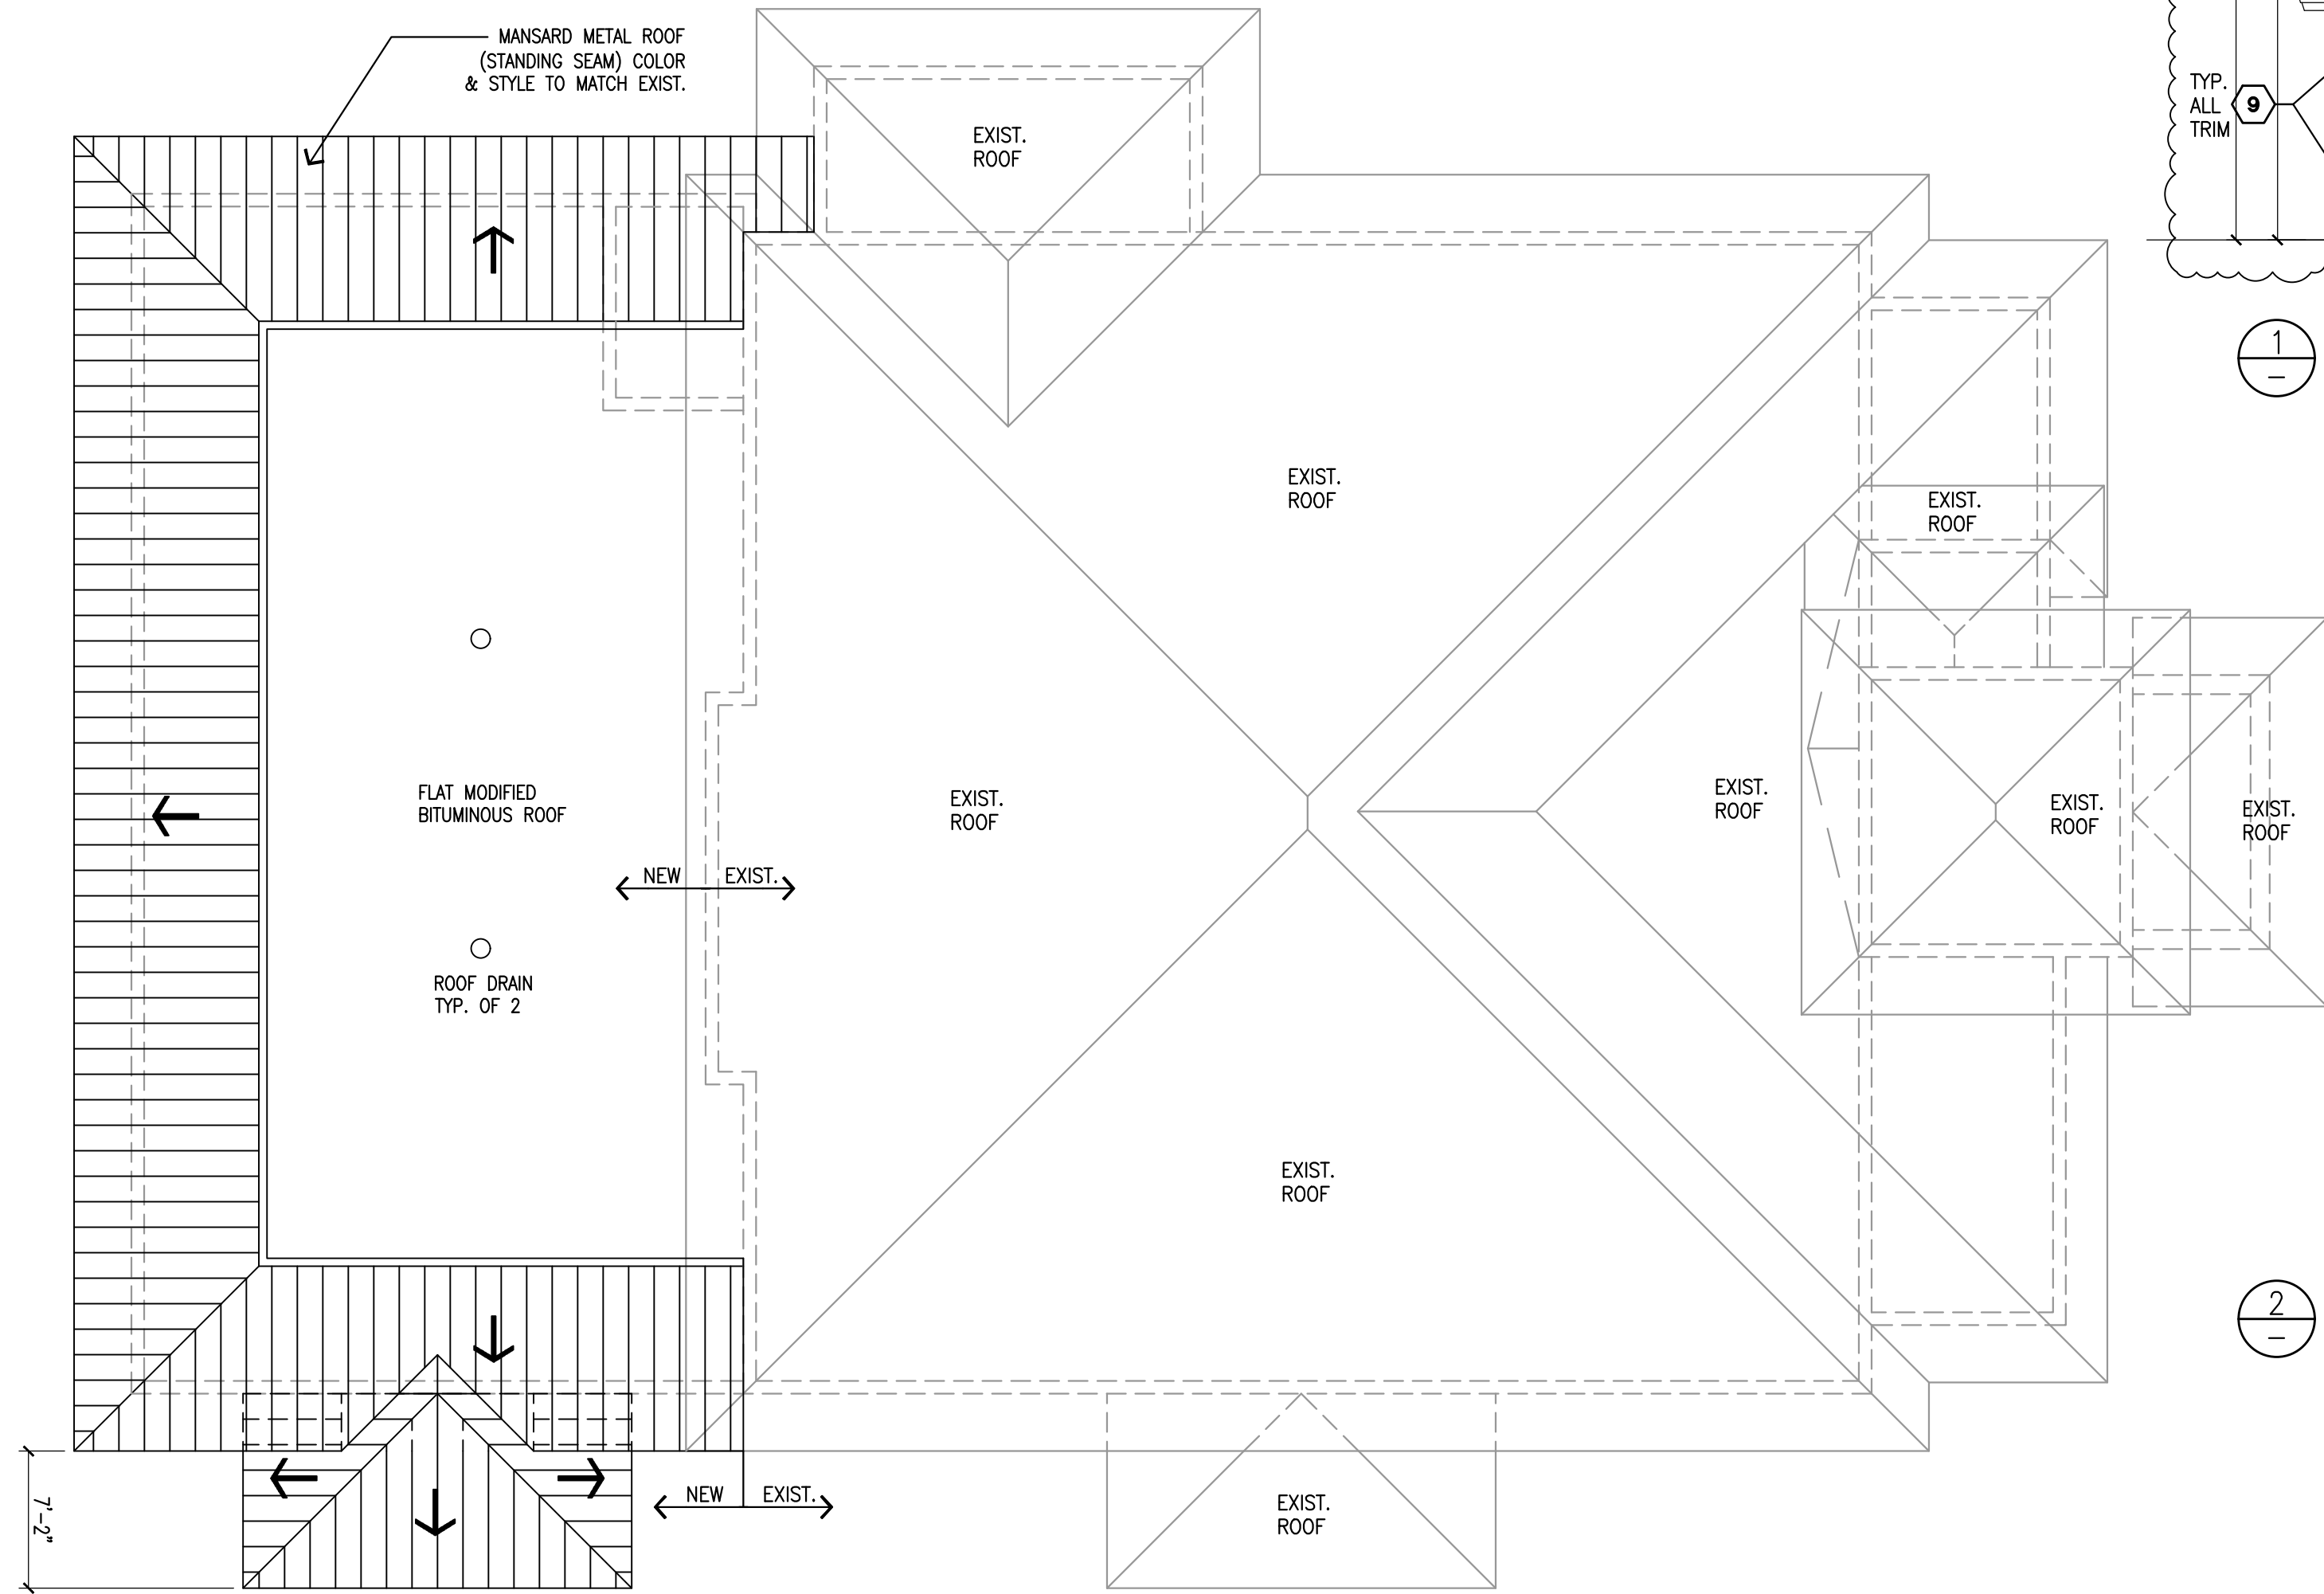 MANSARD METAL ROOF
(STANDING SEAM) COLOR
& STYLE TO MATCH EXIST.
TYP.
ALL
TRIM
9
EXIST.
ROOF
1
-
EXIST.
ROOF
EXIST.
ROOF
FLAT MODIFIED
BITUMINOUS ROOF
EXIST.
ROOF
EXIST.
ROOF
EXIST.
ROOF
EXIST.
ROOF
NEW EXIST.
ROOF DRAIN
TYP. OF 2
EXIST.
ROOF
2
-
NEW EXIST.
EXIST.
ROOF
7'-2"